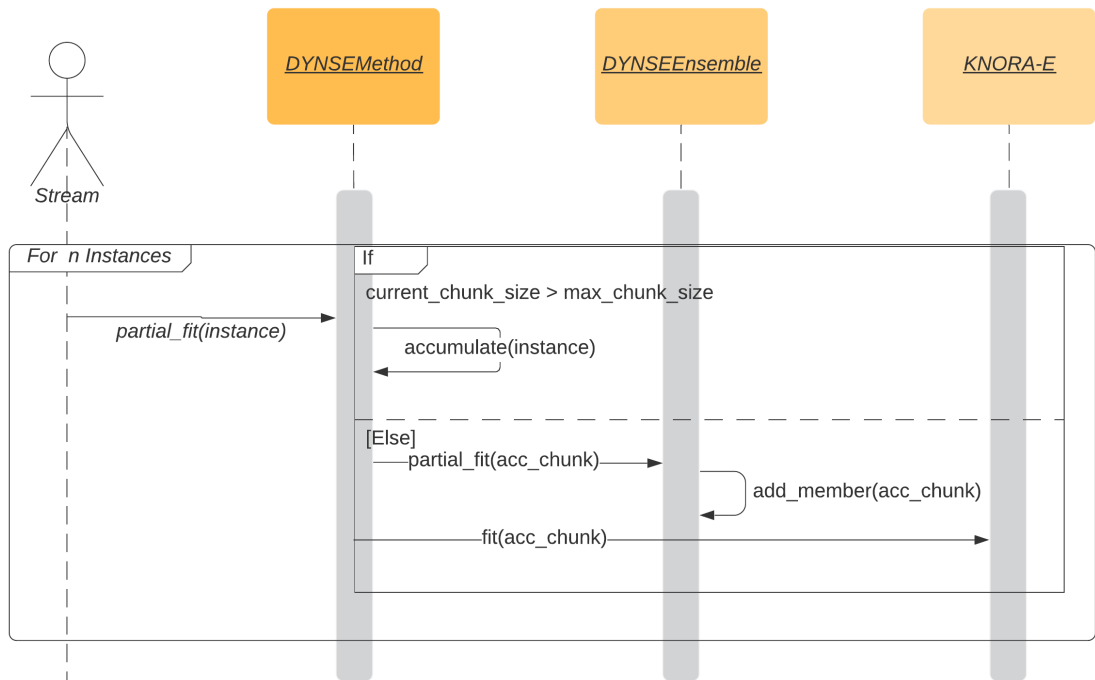 DYNSEMethod
DYNSEEnsemble
KNORA-E
Stream
For n Instances
If
current_chunk_size > max_chunk_size
partial_fit(instance)
accumulate(instance)
[Else]
partial_fit(acc_chunk)
add_member(acc_chunk)
fit(acc_chunk)